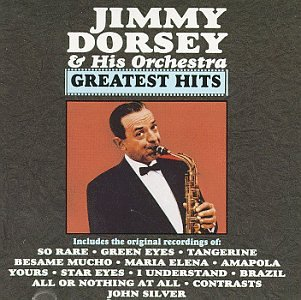 JIMMY
DORSEY
& His Orchestra
GREATEST HITS
Includes the original recordings of:
SO RARE • GREEN EYES • TANGERINE
BESAME MUCHO • MARIA ELENA • AMAPOLA
YOURS • STAR EYES • I UNDERSTAND • BRAZIL
ALL OR NOTHING AT ALL • CONTRASTS
JOHN SILVER